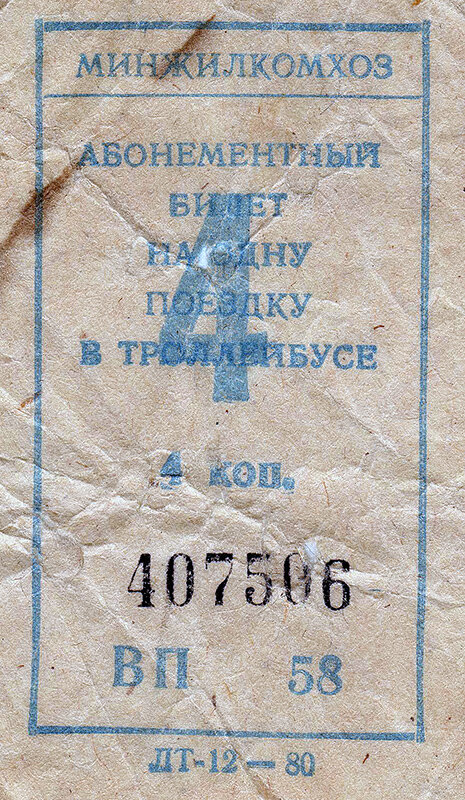 МИНЖИЛКОМХОЗ
АБОНЕМЕНТНЫЙ
БИЛЕТ
НА ОДНУ
ПОЕЗДКУ
В ТРОЛЛЕЙБУСЕ
4
4 коп.
407506
ВП 58
ЛТ-12 — 80